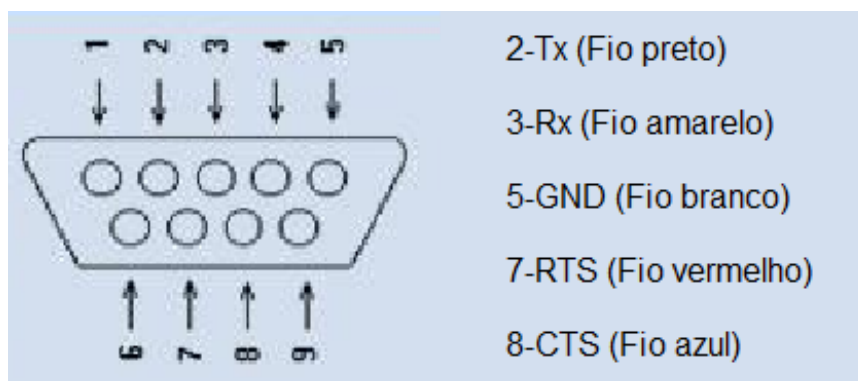 1 2 3 4 5
6 7 8 9
2-Tx (Fio preto)
3-Rx (Fio amarelo)
5-GND (Fio branco)
7-RTS (Fio vermelho)
8-CTS (Fio azul)